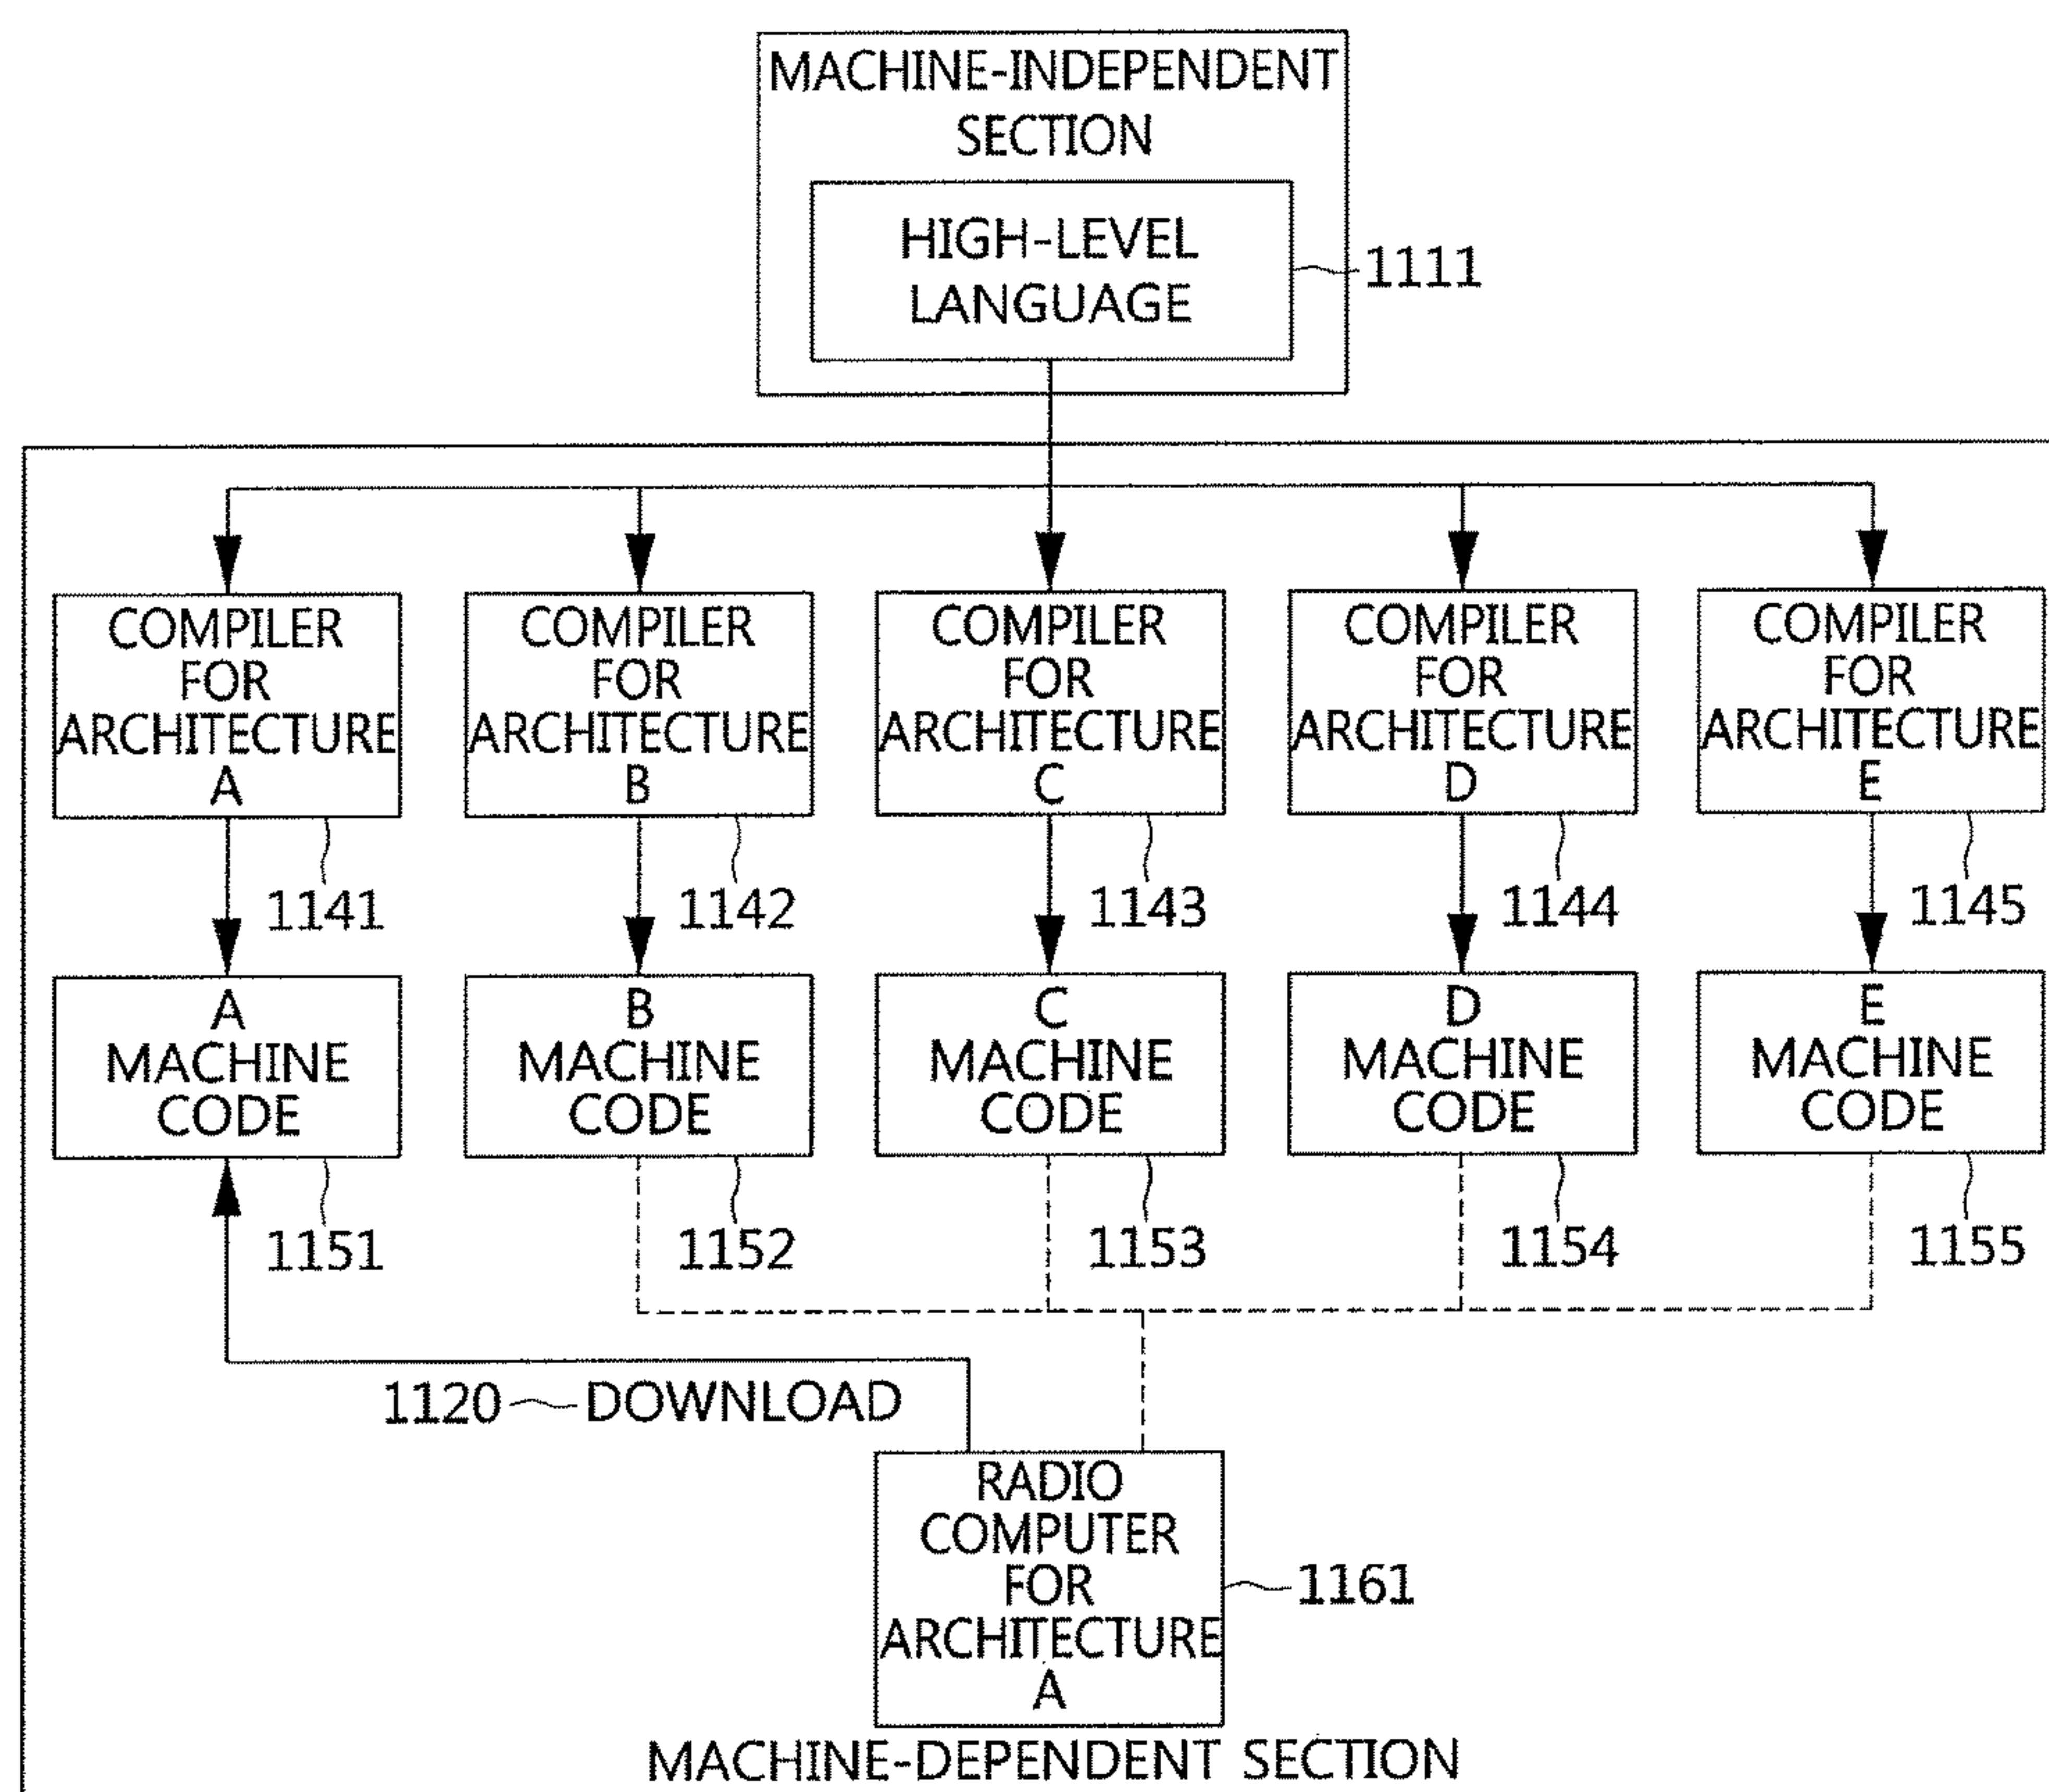 MACHINE-INDEPENDENT
SECTION
HIGH-LEVEL
LANGUAGE
1111
COMPILER
FOR
ARCHITECTURE
A
1141
COMPILER
FOR
ARCHITECTURE
B
1142
COMPILER
FOR
ARCHITECTURE
C
1143
COMPILER
FOR
ARCHITECTURE
D
1144
COMPILER
FOR
ARCHITECTURE
E
1145
A
MACHINE
CODE
1151
B
MACHINE
CODE
1152
C
MACHINE
CODE
1153
D
MACHINE
CODE
1154
E
MACHINE
CODE
1155
1120 DOWNLOAD
RADIO
COMPUTER
FOR
ARCHITECTURE
A
1161
MACHINE-DEPENDENT SECTION